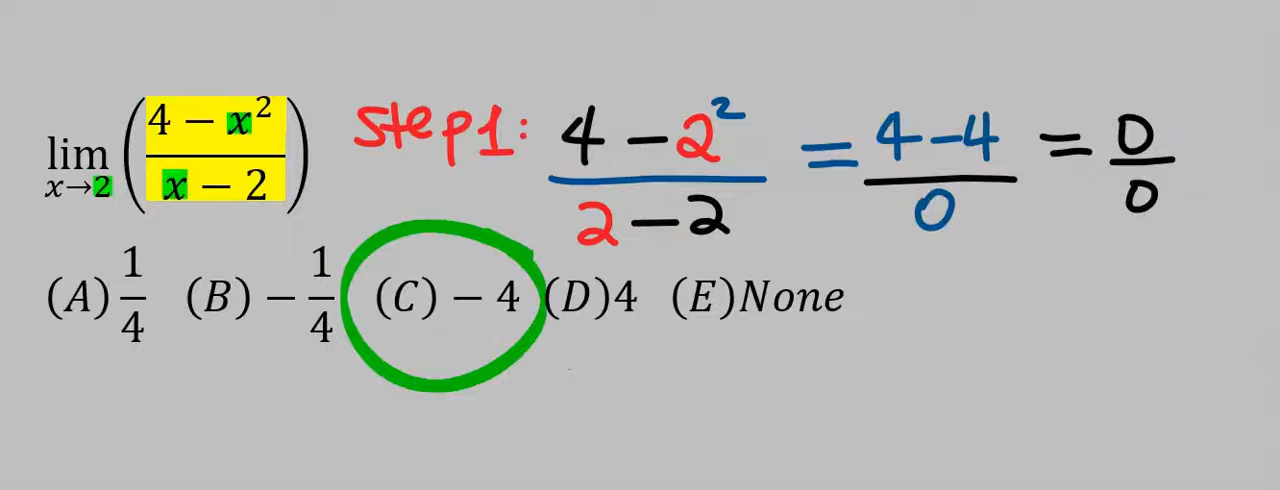 lim x→2 ( (4 − x²) / (x − 2) ) step1: (4 − 2²) / (2 − 2) = (4 − 4) / 0 = 0 / 0
(A) 1/4 (B) − 1/4 (C) − 4 (D)4 (E)None